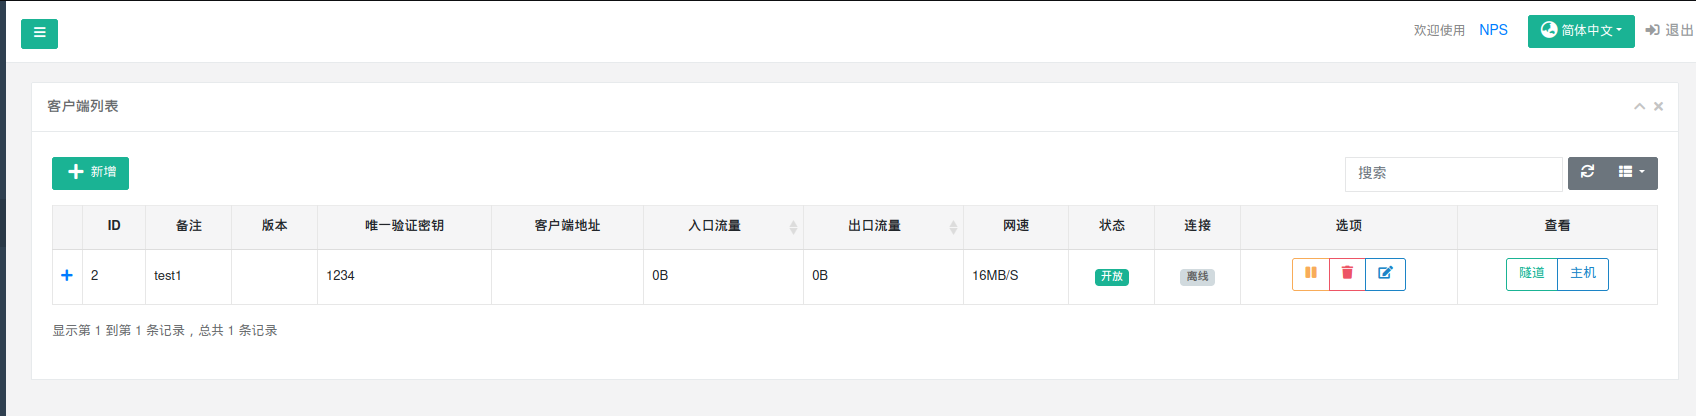 欢迎使用 NPS 简体中文 退出
客户端列表
新增 搜索
ID 备注 版本 唯一验证密钥 客户端地址 入口流量 出口流量 网速 状态 连接 选项 查看
2 test1 1234 0B 0B 16MB/S 开放 离线 隧道 主机
显示第 1 到第 1 条记录，总共 1 条记录